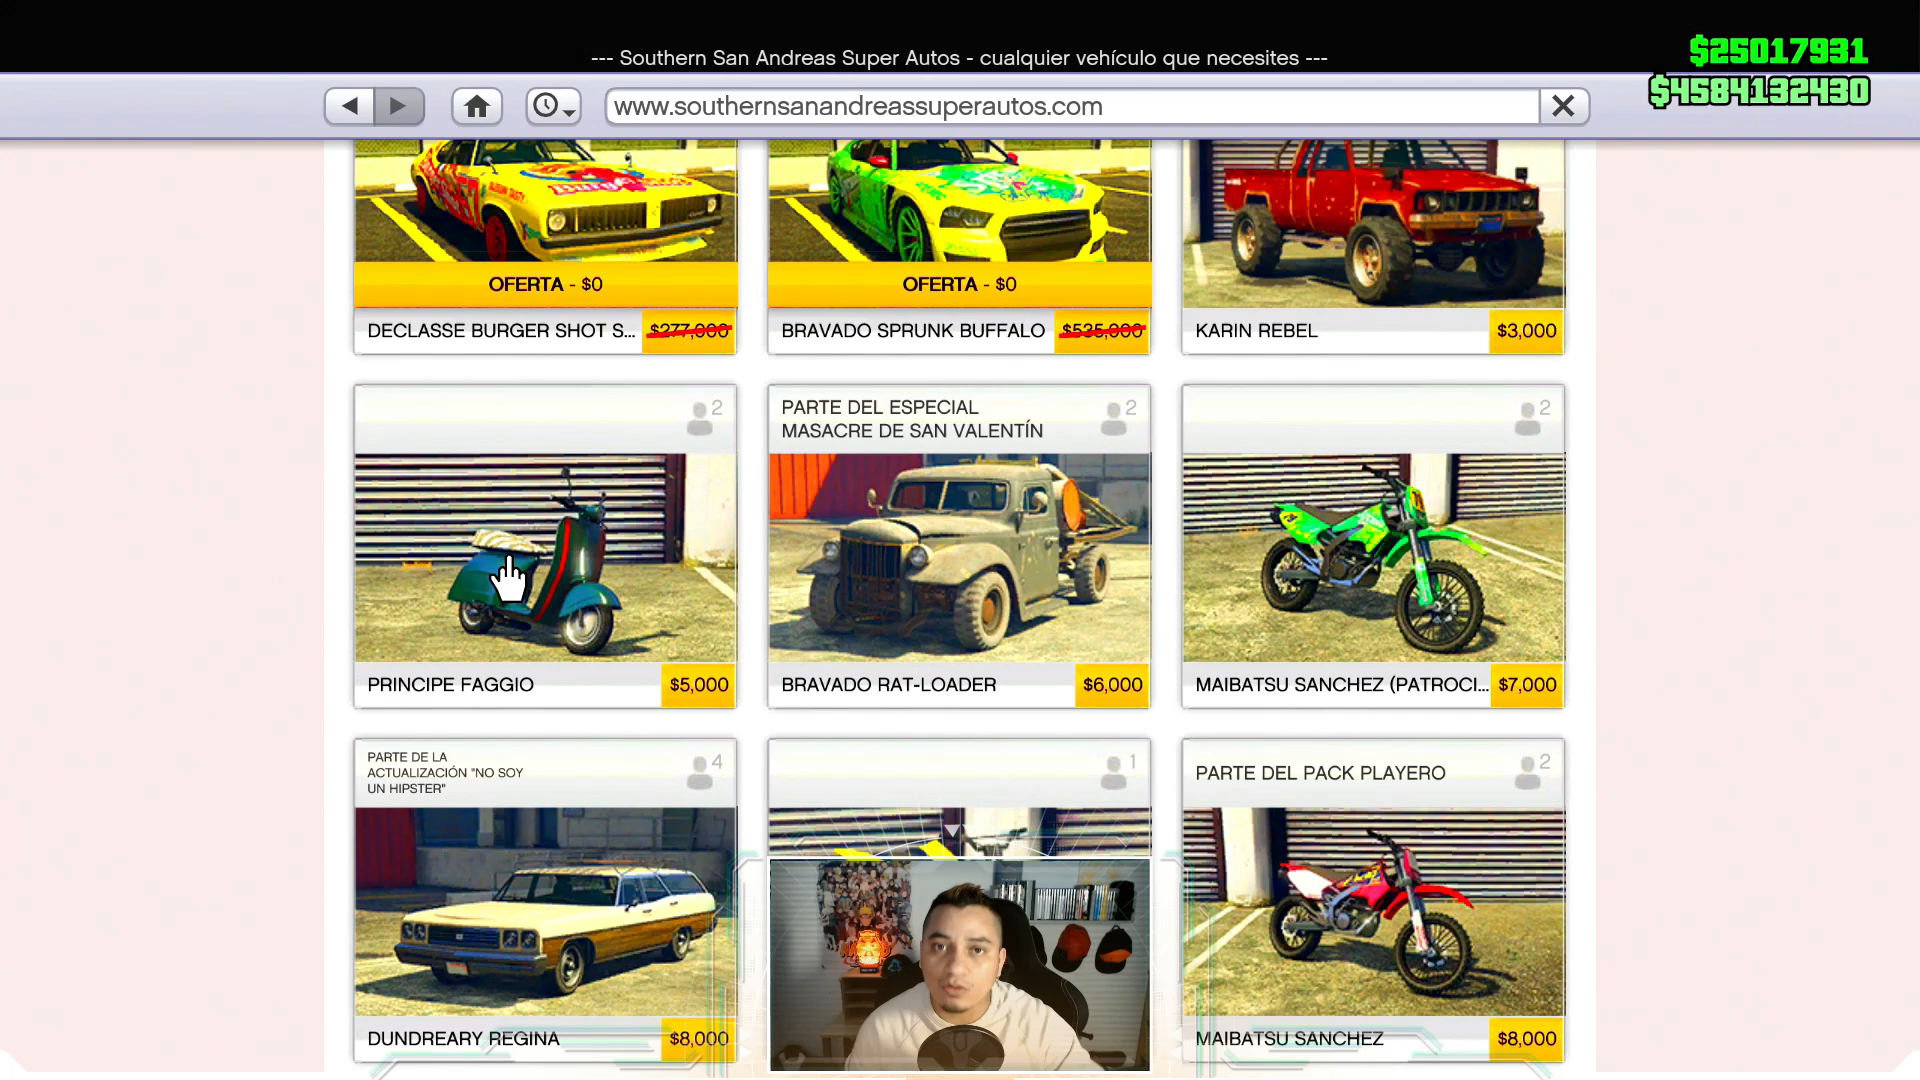 --- Southern San Andreas Super Autos - cualquier vehículo que necesites ---
$25017931
$4584132430
www.southernsanandreassuperautos.com
OFERTA - $0
OFERTA - $0
DECLASSE BURGER SHOT S... $277,000
BRAVADO SPRUNK BUFFALO $535,000
KARIN REBEL $3,000
2
PARTE DEL ESPECIAL
MASACRE DE SAN VALENTÍN
2
2
PRINCIPE FAGGIO $5,000
BRAVADO RAT-LOADER $6,000
MAIBATSU SANCHEZ (PATROCI... $7,000
PARTE DE LA
ACTUALIZACIÓN "NO SOY
UN HIPSTER"
4
1
PARTE DEL PACK PLAYERO
2
DUNDREARY REGINA $8,000
MAIBATSU SANCHEZ $8,000